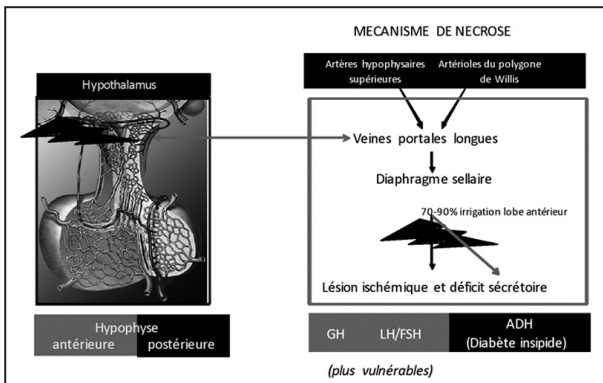 MECANISME DE NECROSE
Artères hypophysaires
supérieures
Artérioles du polygone
de Willis
Hypothalamus
Veines portales longues
Diaphragme sellaire
70-90% irrigation lobe antérieur
Lésion ischémique et déficit sécrétoire
Hypophyse
antérieure
postérieure
GH
LH/FSH
ADH
(Diabète insipide)
(plus vulnérables)